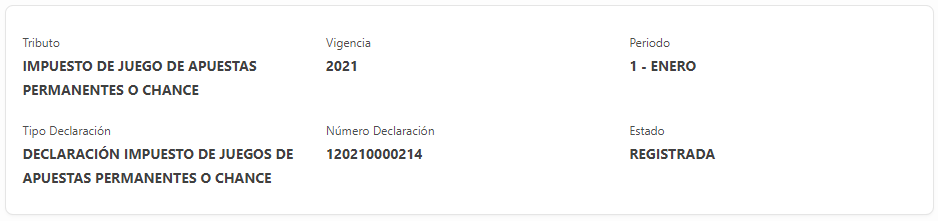 Tributo
IMPUESTO DE JUEGO DE APUESTAS
PERMANENTES O CHANCE
Vigencia
2021
Periodo
1 - ENERO
Tipo Declaración
DECLARACIÓN IMPUESTO DE JUEGOS DE
APUESTAS PERMANENTES O CHANCE
Número Declaración
120210000214
Estado
REGISTRADA